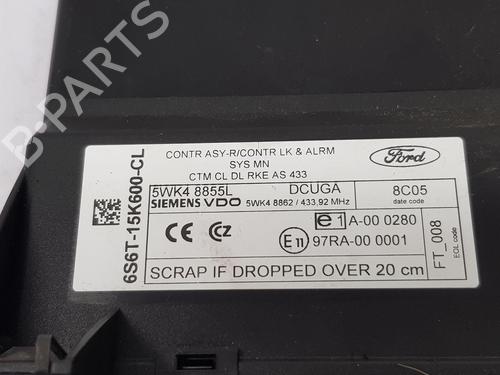 CONTR ASY-R/CONTR LK & ALRM
SYS MN
CTM CL DL RKE AS 433
Ford
6S6T-15K600-CL
5WK4 8855L DCUGA 8C05
SIEMENS VDO 5WK4 8862 / 433,92 MHz date code
CE CZ e1 A-00 0280
E11 97RA-00 0001
FT_008
EOL code
SCRAP IF DROPPED OVER 20 cm
B-PARTS